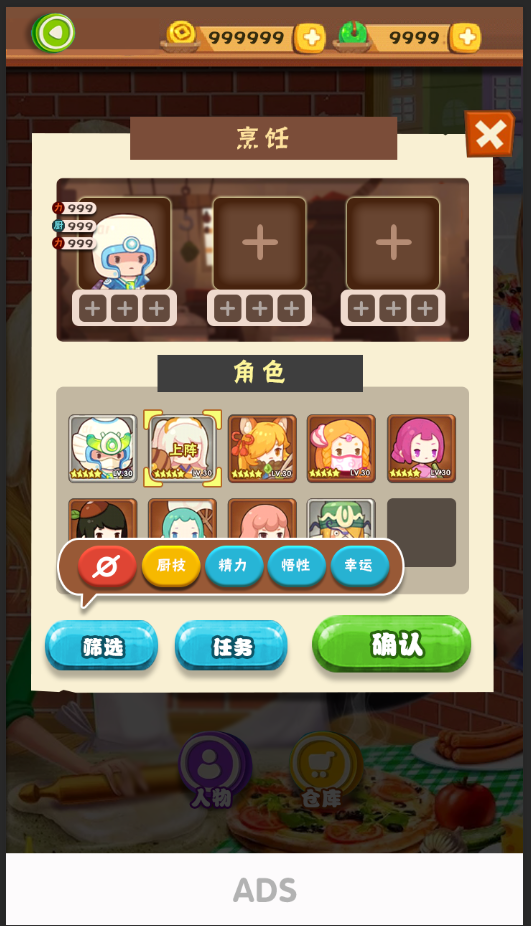 999999
9999
烹饪
力 999
厨 999
力 999
角色
LV.30
上阵
LV.30
LV.30
LV.30
LV.30
厨技
精力
悟性
幸运
筛选
任务
确认
人物
仓库
ADS